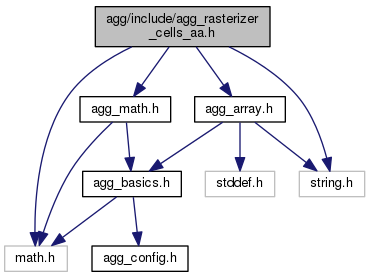 agg/include/agg_rasterizer
_cells_aa.h
agg_math.h
agg_array.h
agg_basics.h
stddef.h
string.h
math.h
agg_config.h